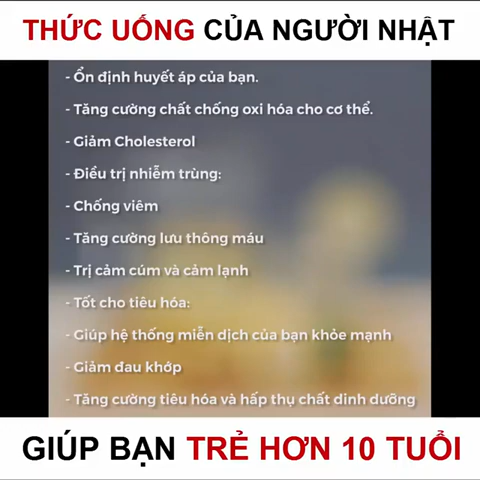 THỨC UỐNG CỦA NGƯỜI NHẬT
- Ổn định huyết áp của bạn.
- Tăng cường chất chống oxi hóa cho cơ thể.
- Giảm Cholesterol
- Điều trị nhiễm trùng:
- Chống viêm
- Tăng cường lưu thông máu
- Trị cảm cúm và cảm lạnh
- Tốt cho tiêu hóa:
- Giúp hệ thống miễn dịch của bạn khỏe mạnh
- Giảm đau khớp
- Tăng cường tiêu hóa và hấp thụ chất dinh dưỡng
GIÚP BẠN TRẺ HƠN 10 TUỔI